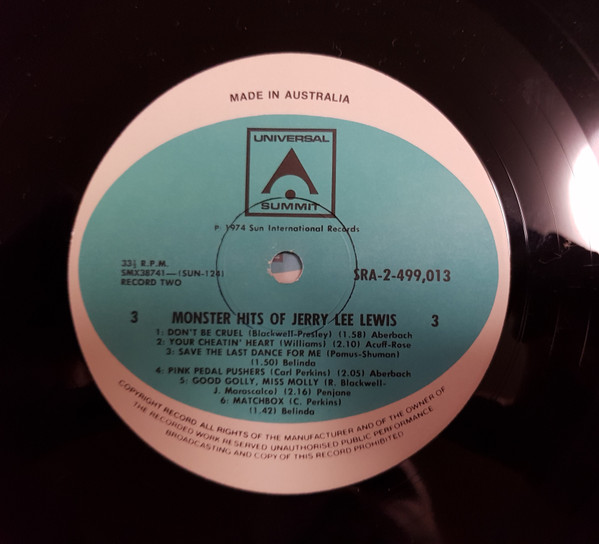 MADE IN AUSTRALIA
UNIVERSAL
SUMMIT
P. 1974 Sun International Records
33⅓ R.P.M.
SMX38741—(SUN-124)
RECORD TWO
SRA-2-499,013
3 MONSTER HITS OF JERRY LEE LEWIS 3
1: DON'T BE CRUEL (Blackwell-Presley) (1.58) Aberbach
2: YOUR CHEATIN' HEART (Williams) (2.10) Acuff-Rose
3: SAVE THE LAST DANCE FOR ME (Pomus-Shuman)
(1.50) Belinda
4: PINK PEDAL PUSHERS (Carl Perkins) (2.05) Aberbach
5: GOOD GOLLY, MISS MOLLY (R. Blackwell-
J. Marascalco) (2.16) Penjane
6: MATCHBOX (C. Perkins)
(1.42) Belinda
COPYRIGHT RECORD ALL RIGHTS OF THE MANUFACTURER AND OF THE OWNER OF
THE RECORDED WORK RESERVED UNAUTHORISED PUBLIC PERFORMANCE
BROADCASTING AND COPY OF THIS RECORD PROHIBITED